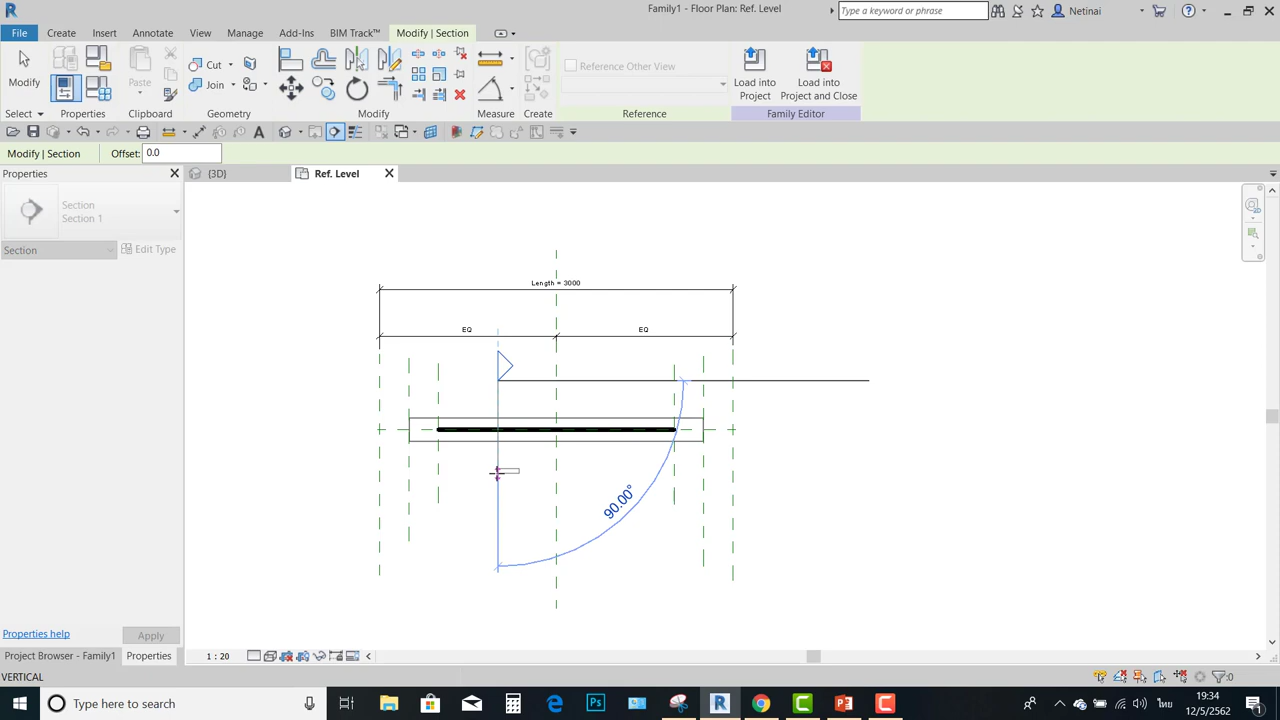 Family1 - Floor Plan: Ref. Level
Type a keyword or phrase
Netinai
File
Create
Insert
Annotate
View
Manage
Add-Ins
BIM Track™
Modify | Section
Modify
Paste
Cut
Join
Reference Other View
Load into
Project
Load into
Project and Close
Select
Properties
Geometry
Modify
Measure
Create
Reference
Family Editor
Modify | Section
Offset:
0.0
Properties
{3D}
Ref. Level
Section
Section 1
Section
Edit Type
Length = 3000
EQ
EQ
90.00°
Properties help
Apply
Project Browser - Family1
Properties
1 : 20
VERTICAL
:0
Type here to search
Ps
19:34
12/5/2562